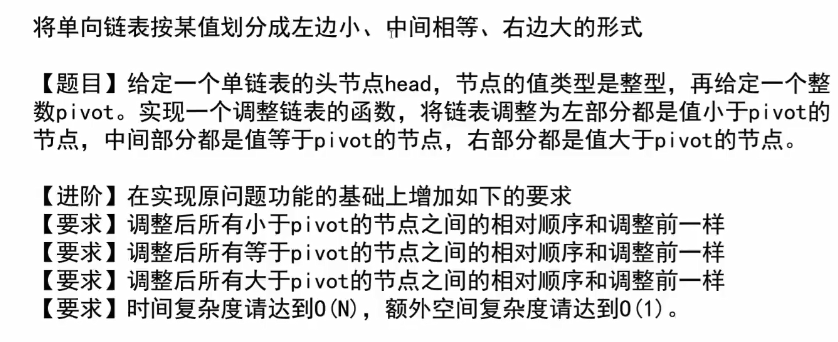 将单向链表按某值划分成左边小、中间相等、右边大的形式
【题目】给定一个单链表的头节点head，节点的值类型是整型，再给定一个整
数pivot。实现一个调整链表的函数，将链表调整为左部分都是值小于pivot的
节点，中间部分都是值等于pivot的节点，右部分都是值大于pivot的节点。
【进阶】在实现原问题功能的基础上增加如下的要求
【要求】调整后所有小于pivot的节点之间的相对顺序和调整前一样
【要求】调整后所有等于pivot的节点之间的相对顺序和调整前一样
【要求】调整后所有大于pivot的节点之间的相对顺序和调整前一样
【要求】时间复杂度请达到O(N)，额外空间复杂度请达到O(1)。